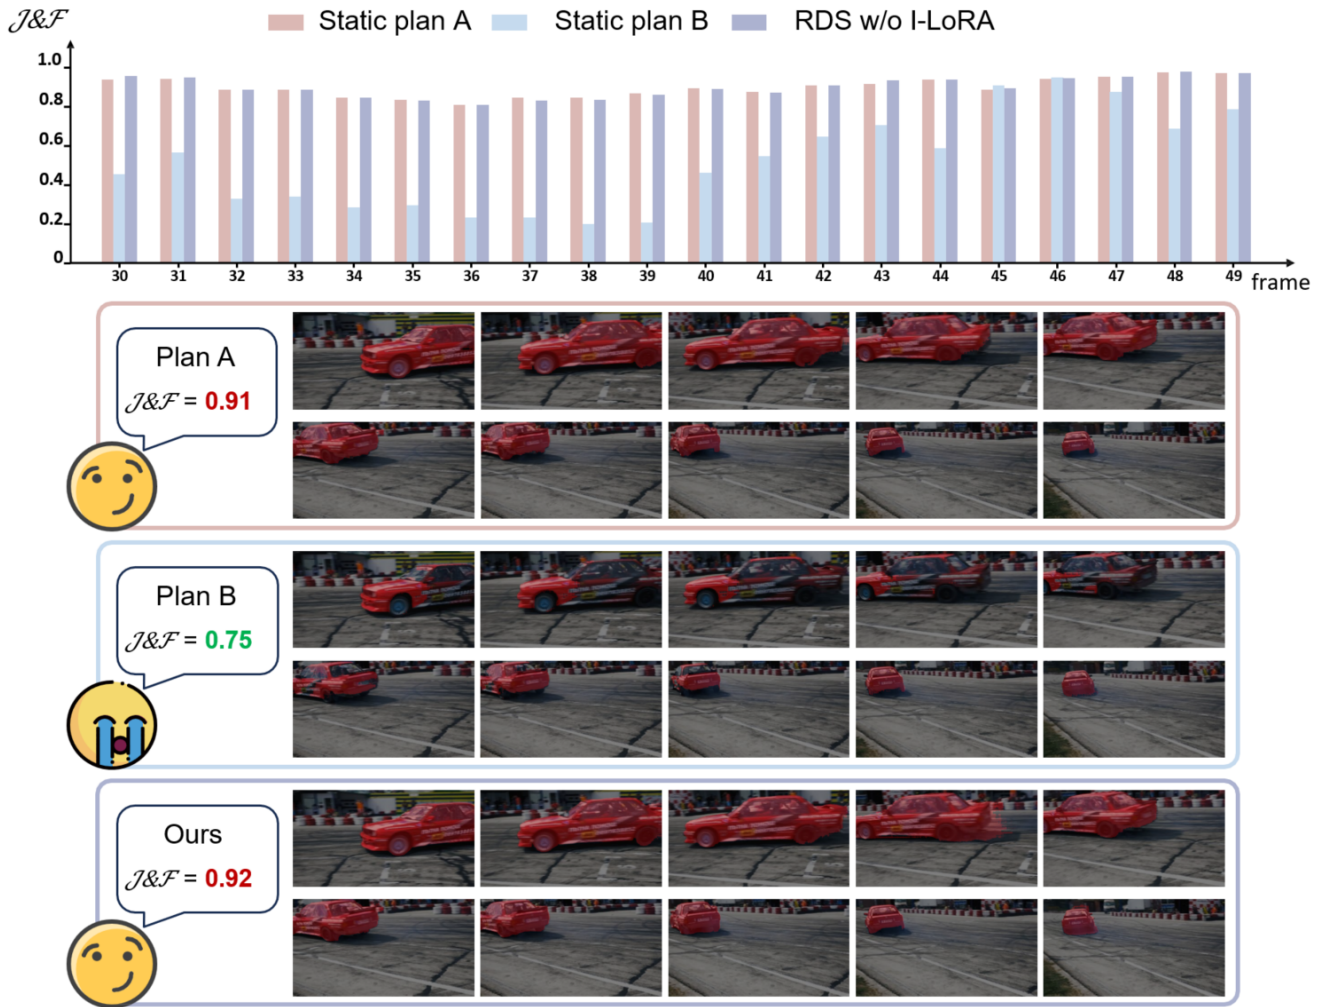 J&F
Static plan A
Static plan B
RDS w/o I-LoRA
1.0
0.8
0.6
0.4
0.2
0
30 31 32 33 34 35 36 37 38 39 40 41 42 43 44 45 46 47 48 49
frame
Plan A
J&F = 0.91
Plan B
J&F = 0.75
Ours
J&F = 0.92